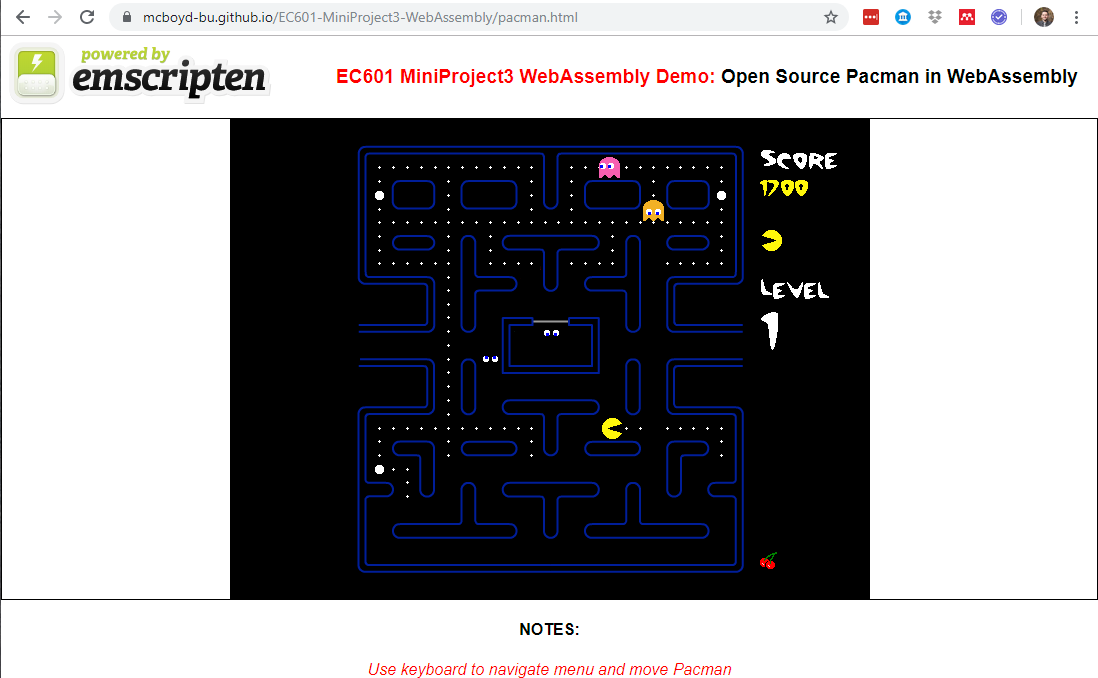 mcboyd-bu.github.io/EC601-MiniProject3-WebAssembly/pacman.html
powered by
emscripten
EC601 MiniProject3 WebAssembly Demo: Open Source Pacman in WebAssembly
SCORE
1700
LEVEL
1
NOTES:
Use keyboard to navigate menu and move Pacman